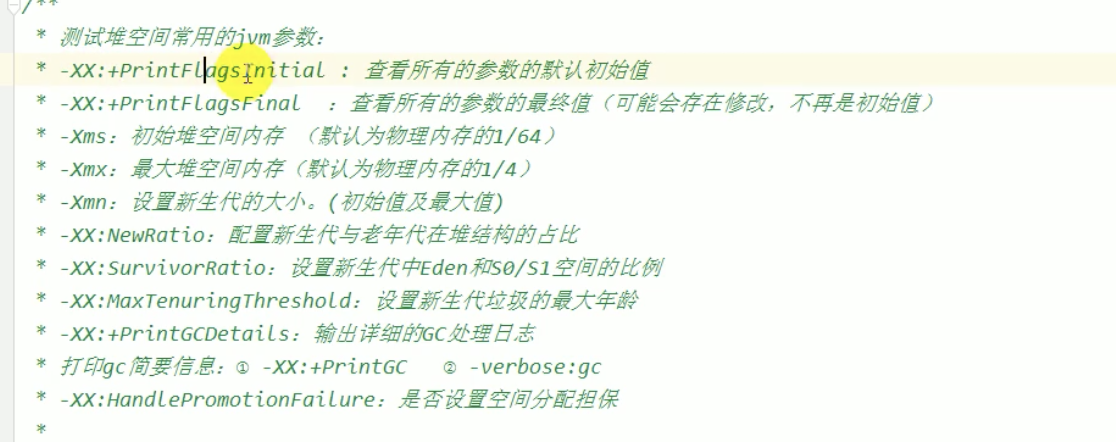 /**
* 测试堆空间常用的jvm参数：
* -XX:+PrintFlagsInitial : 查看所有的参数的默认初始值
* -XX:+PrintFlagsFinal ：查看所有的参数的最终值（可能会存在修改，不再是初始值）
* -Xms：初始堆空间内存 （默认为物理内存的1/64）
* -Xmx：最大堆空间内存（默认为物理内存的1/4）
* -Xmn：设置新生代的大小。(初始值及最大值)
* -XX:NewRatio：配置新生代与老年代在堆结构的占比
* -XX:SurvivorRatio：设置新生代中Eden和S0/S1空间的比例
* -XX:MaxTenuringThreshold：设置新生代垃圾的最大年龄
* -XX:+PrintGCDetails：输出详细的GC处理日志
* 打印gc简要信息：① -XX:+PrintGC ② -verbose:gc
* -XX:HandlePromotionFailure：是否设置空间分配担保
*